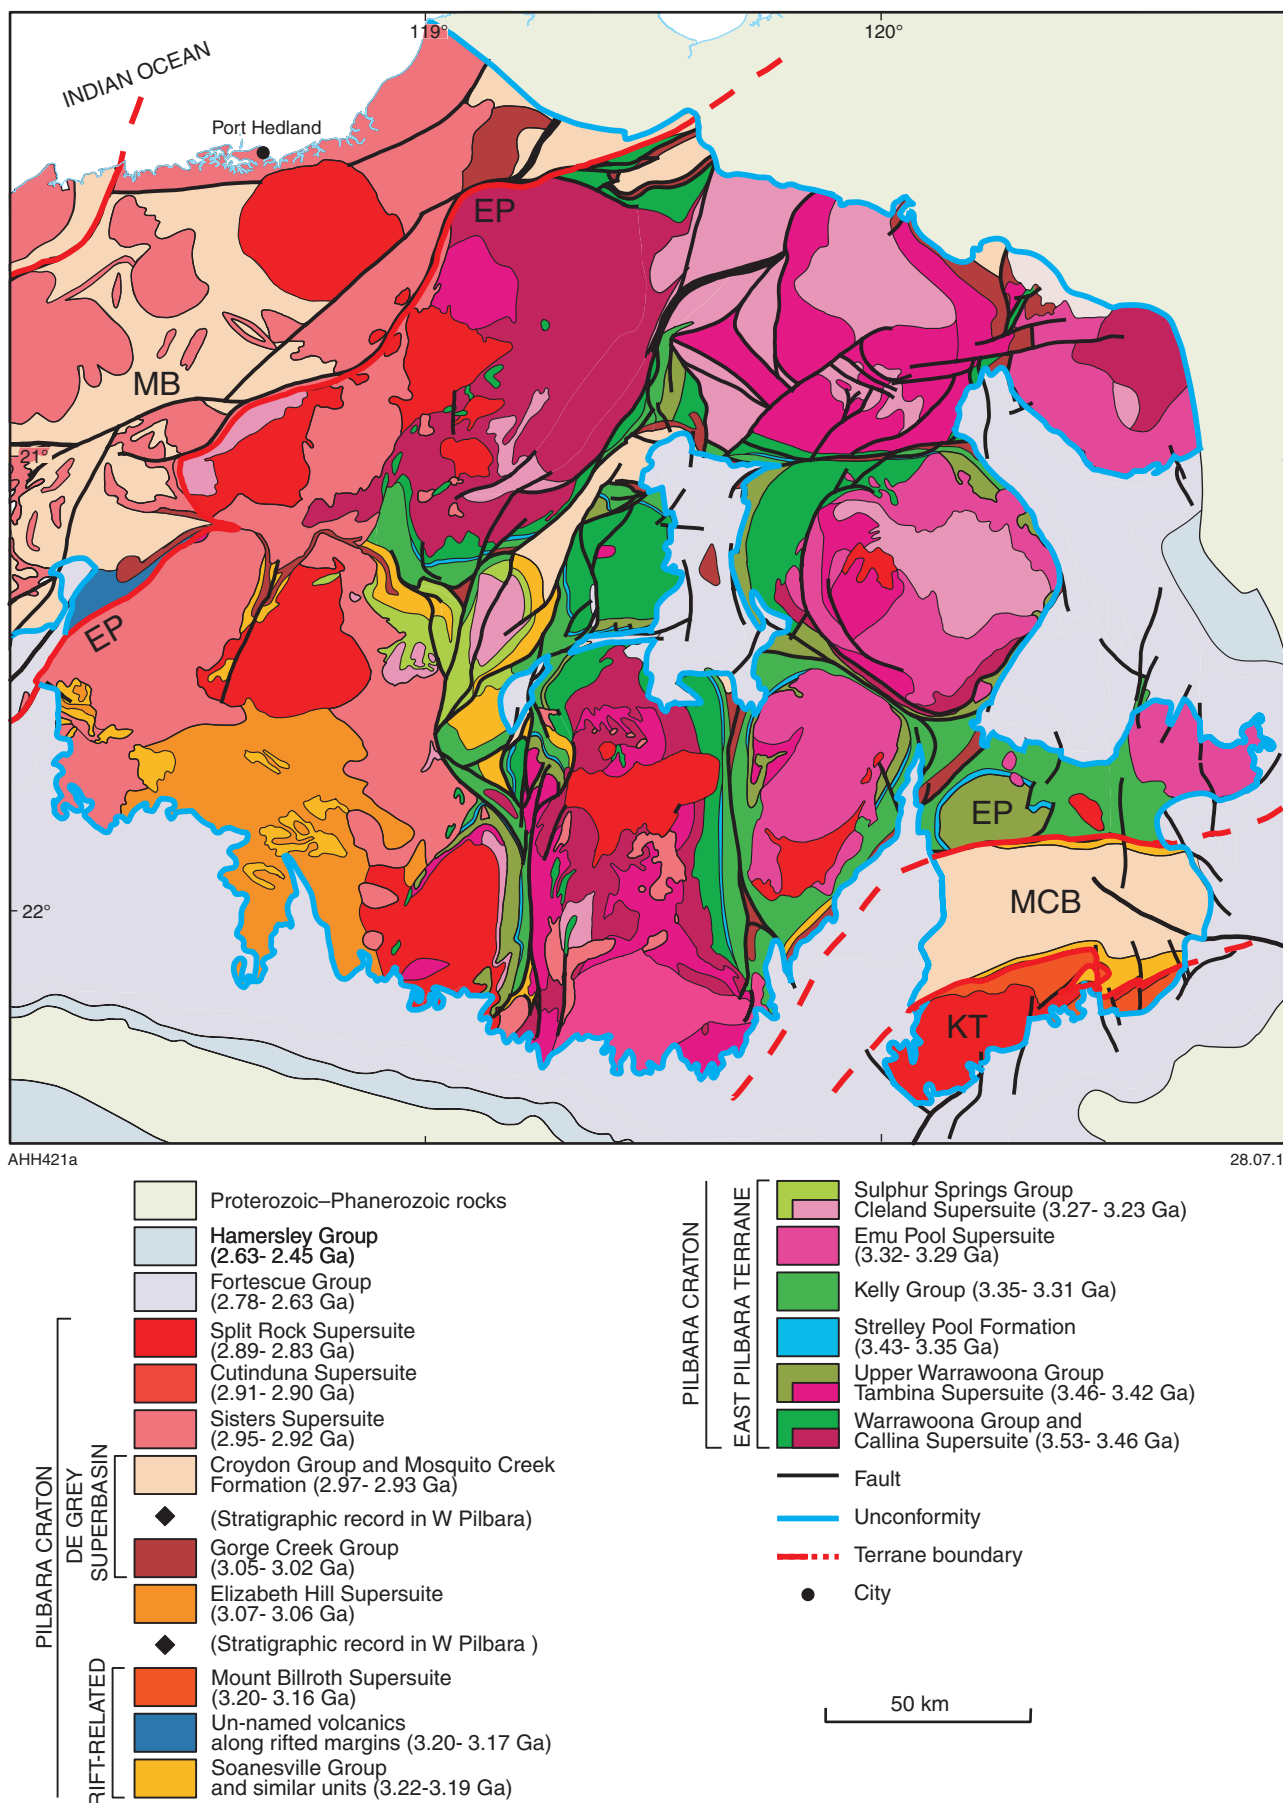 119°
120°
INDIAN OCEAN
Port Hedland
EP
MB
21°
EP
EP
MCB
22°
KT
AHH421a
28.07.1
Proterozoic–Phanerozoic rocks
Hamersley Group
(2.63- 2.45 Ga)
Fortescue Group
(2.78- 2.63 Ga)
Split Rock Supersuite
(2.89- 2.83 Ga)
Cutinduna Supersuite
(2.91- 2.90 Ga)
Sisters Supersuite
(2.95- 2.92 Ga)
Croydon Group and Mosquito Creek
Formation (2.97- 2.93 Ga)
(Stratigraphic record in W Pilbara)
Gorge Creek Group
(3.05- 3.02 Ga)
Elizabeth Hill Supersuite
(3.07- 3.06 Ga)
(Stratigraphic record in W Pilbara )
Mount Billroth Supersuite
(3.20- 3.16 Ga)
Un-named volcanics
along rifted margins (3.20- 3.17 Ga)
Soanesville Group
and similar units (3.22-3.19 Ga)
PILBARA CRATON
DE GREY
SUPERBASIN
RIFT-RELATED
PILBARA CRATON
EAST PILBARA TERRANE
Sulphur Springs Group
Cleland Supersuite (3.27- 3.23 Ga)
Emu Pool Supersuite
(3.32- 3.29 Ga)
Kelly Group (3.35- 3.31 Ga)
Strelley Pool Formation
(3.43- 3.35 Ga)
Upper Warrawoona Group
Tambina Supersuite (3.46- 3.42 Ga)
Warrawoona Group and
Callina Supersuite (3.53- 3.46 Ga)
Fault
Unconformity
Terrane boundary
City
50 km